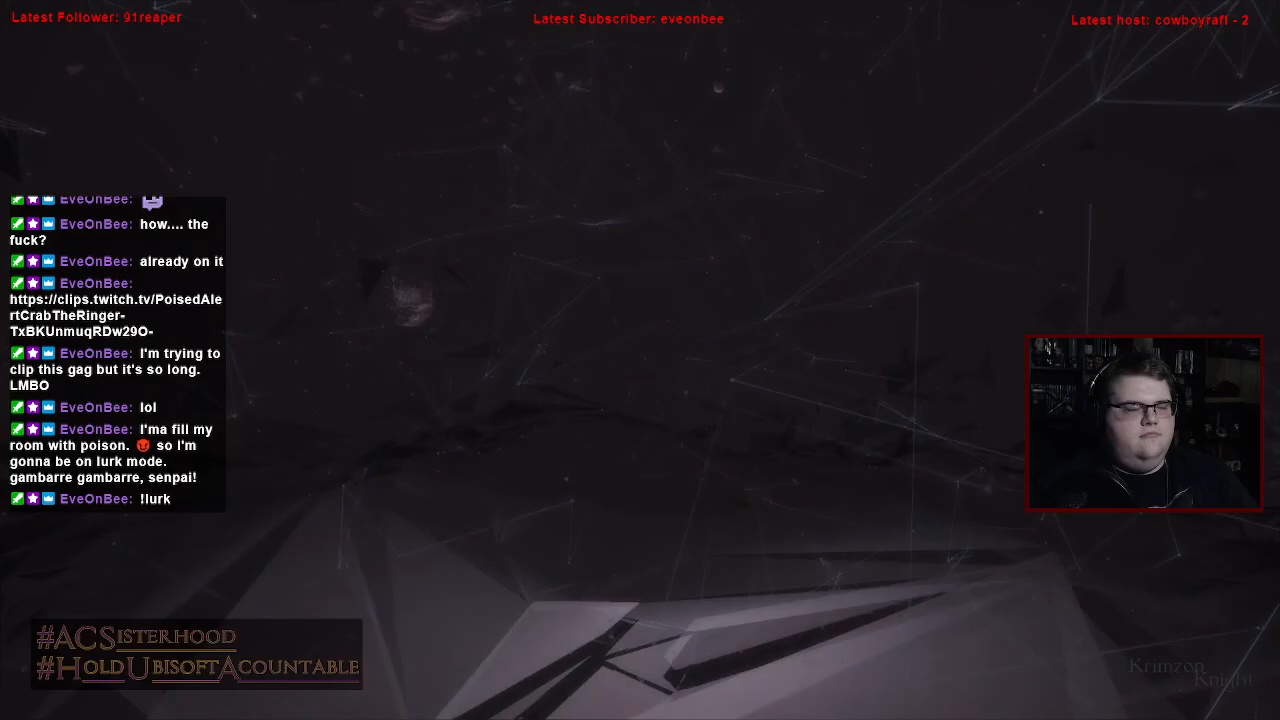 Latest Follower: 91reaper
Latest Subscriber: eveonbee
Latest host: cowboyrafl - 2
EveOnBee:
EveOnBee: how.... the
fuck?
EveOnBee: already on it
EveOnBee:
https://clips.twitch.tv/PoisedAle
rtCrabTheRinger-
TxBKUnmuqRDw29O-
EveOnBee: I'm trying to
clip this gag but it's so long.
LMBO
EveOnBee: lol
EveOnBee: I'ma fill my
room with poison. 😈 so I'm
gonna be on lurk mode.
gambarre gambarre, senpai!
EveOnBee: !lurk
#ACSisterhood
#HoldUbisoftAcountable
Krimzon
Knight